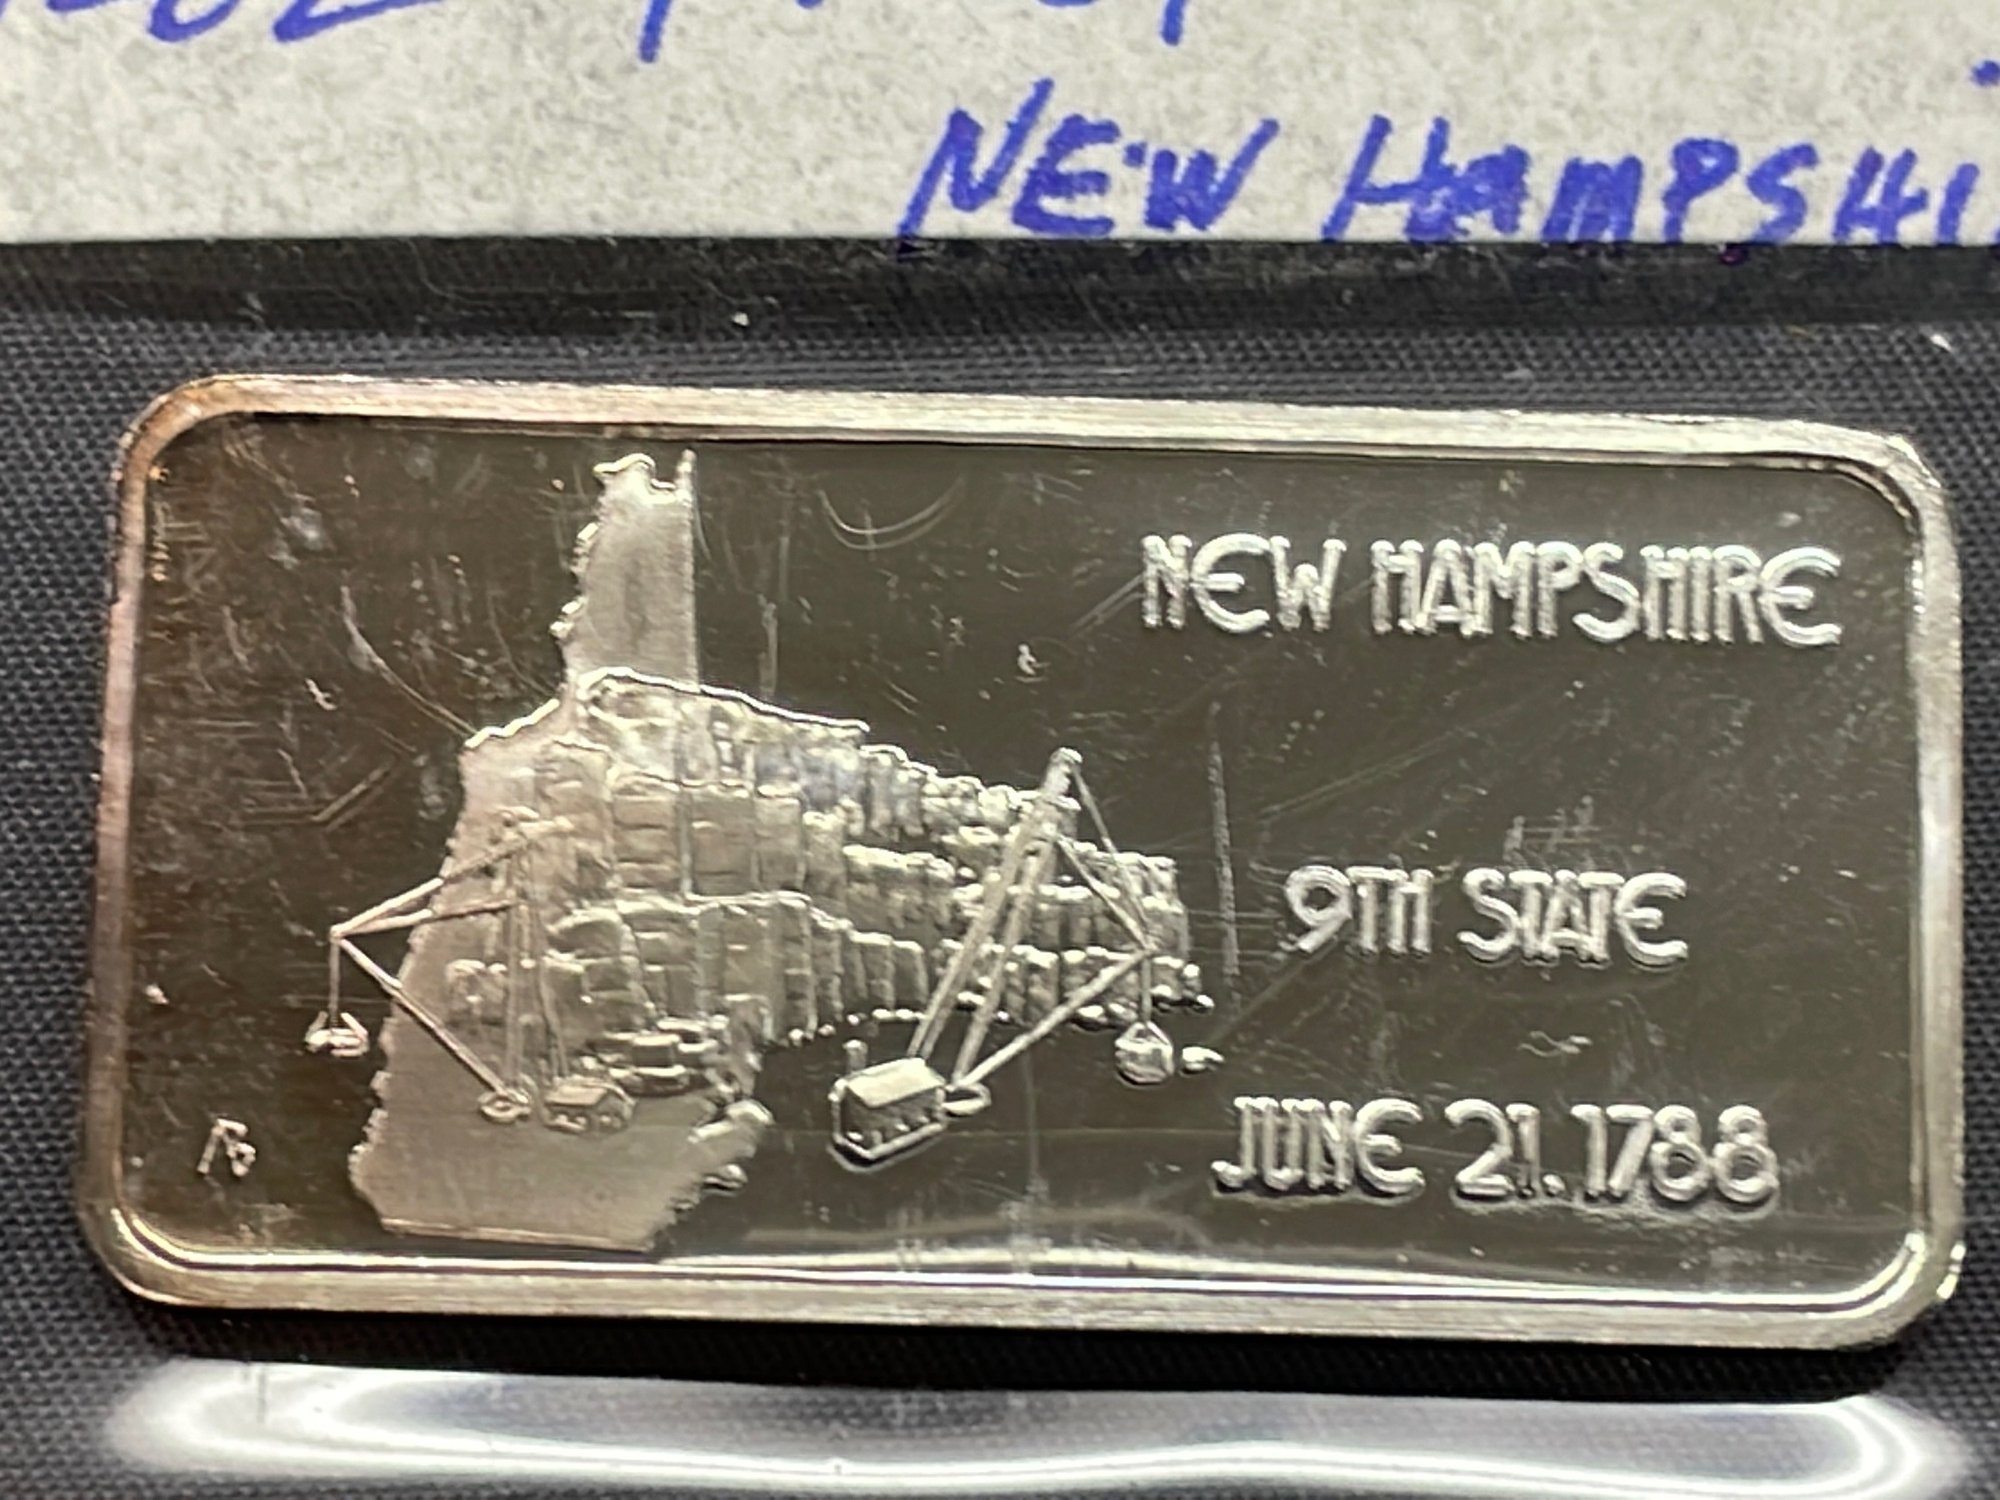 NEW HAMPSHI
NEW HAMPSHIRE
9TH STATE
JUNE 21.1788